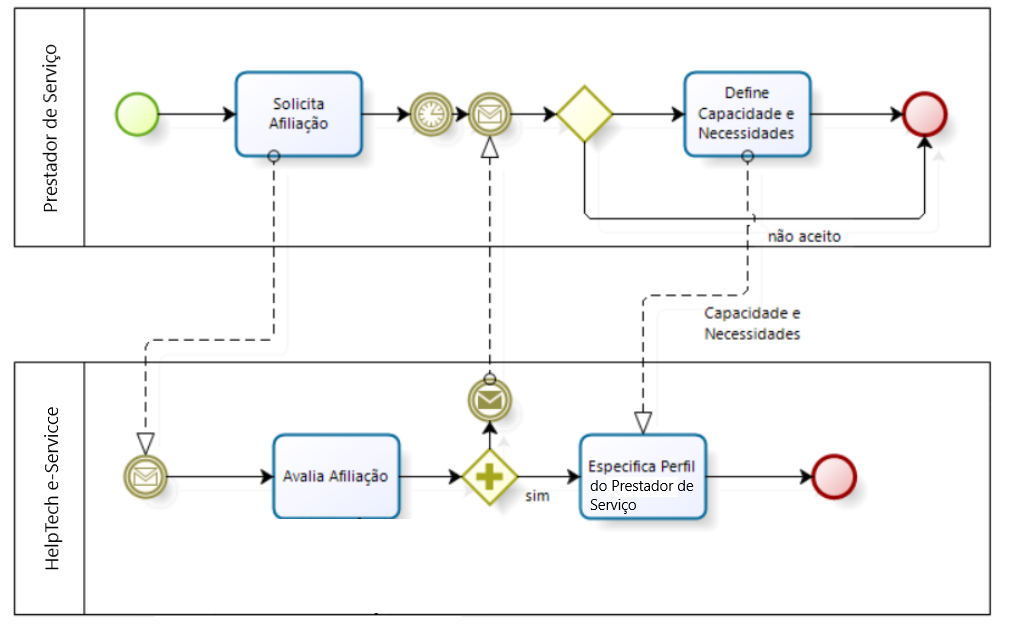 Prestador de Serviço
Solicita
Afiliação
Define
Capacidade e
Necessidades
não aceito
Capacidade e
Necessidades
HelpTech e-Servicce
Avalia Afiliação
sim
Especifica Perfil
do Prestador de
Serviço